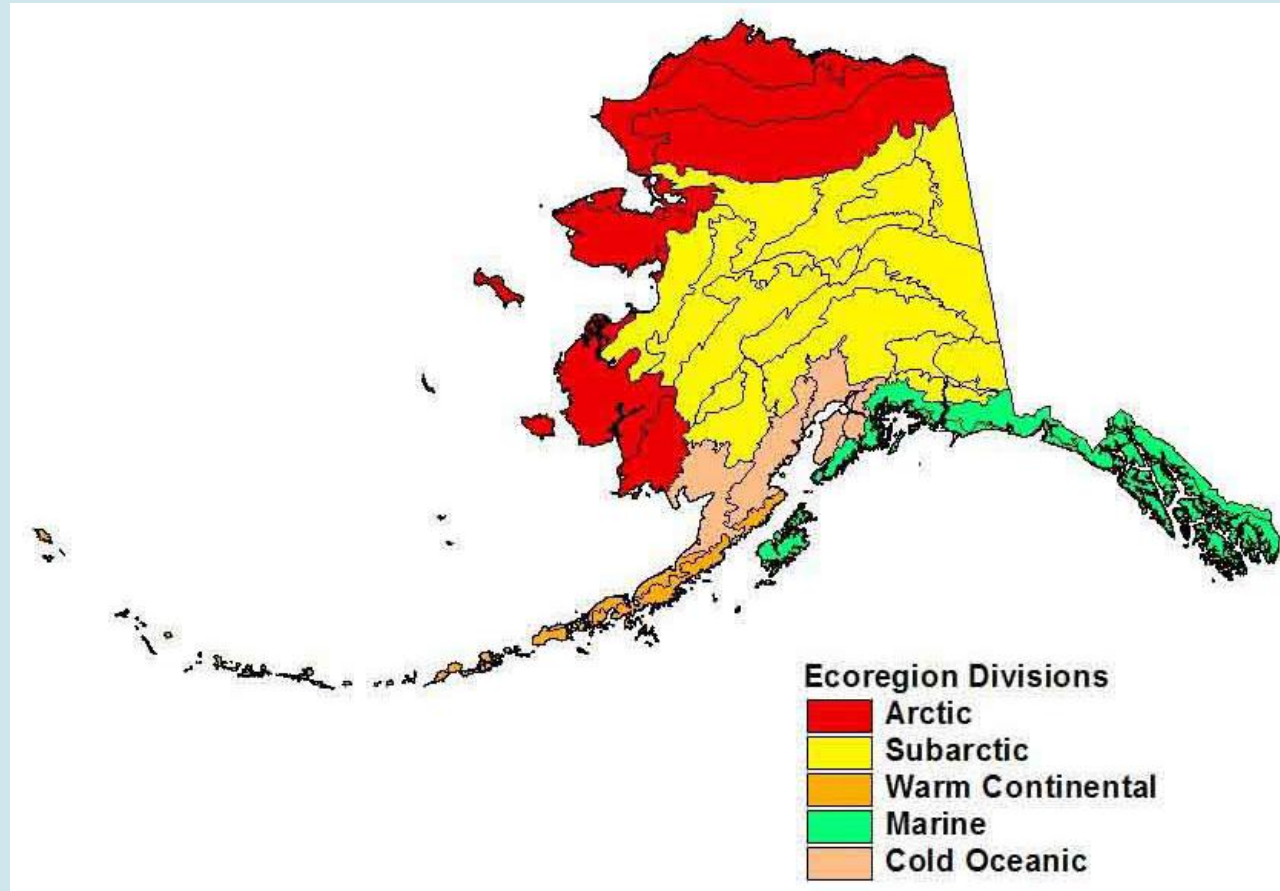 Ecoregion Divisions
Arctic
Subarctic
Warm Continental
Marine
Cold Oceanic